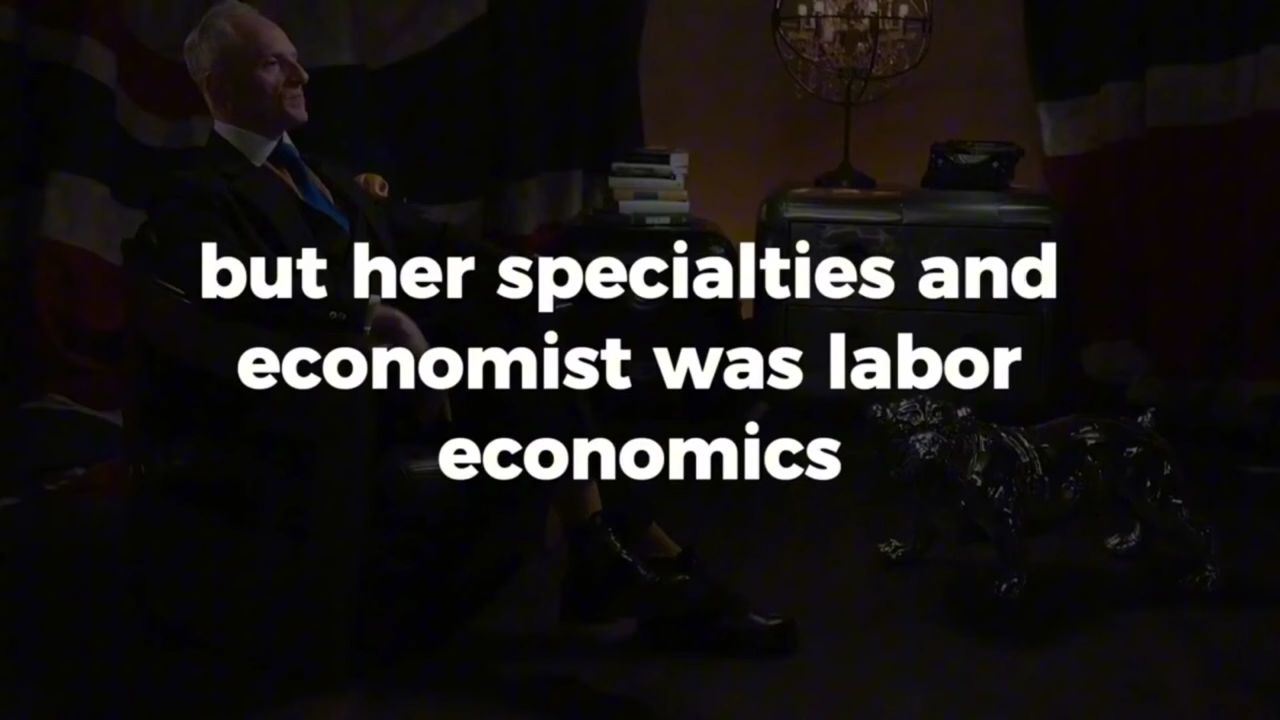 but her specialties and
economist was labor
economics